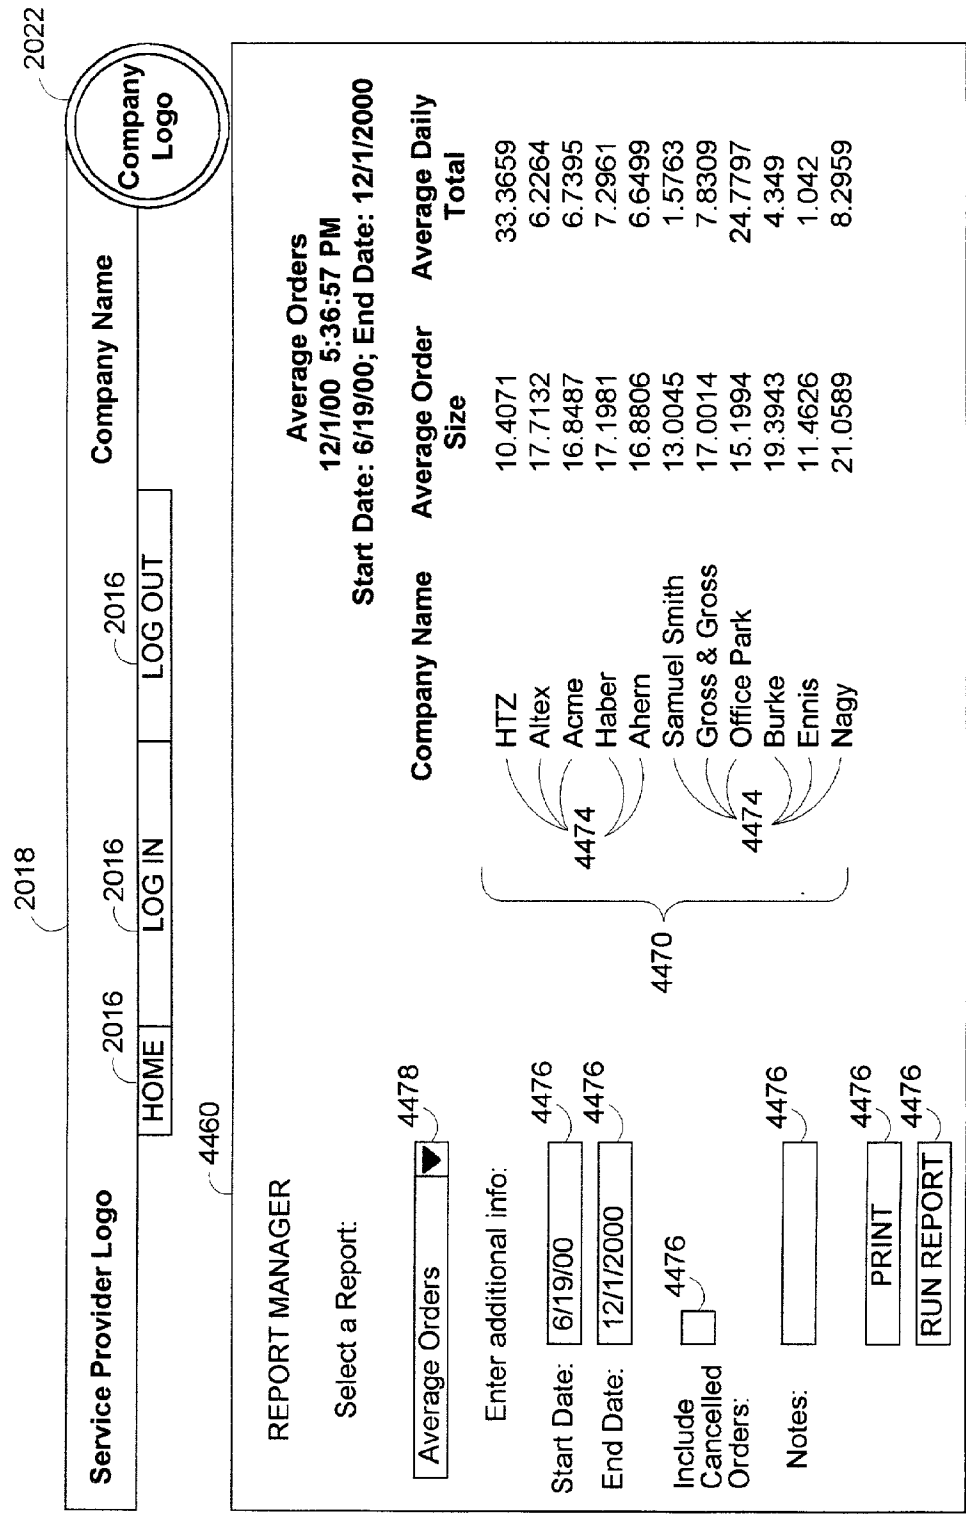 2018
2022
Service Provider Logo
Company Name
Company Logo
2016
2016
2016
HOME
LOG IN
LOG OUT
4460
REPORT MANAGER
Select a Report:
Average Orders
4478
Enter additional info:
Start Date: 6/19/00
4476
End Date: 12/1/2000
4476
Include
Cancelled
Orders:
4476
Notes:
4476
PRINT
4476
RUN REPORT
4476
Average Orders
12/1/00 5:36:57 PM
Start Date: 6/19/00; End Date: 12/1/2000
Company Name Average Order Size Average Daily Total
HTZ 10.4071 33.3659
Altex 17.7132 6.2264
Acme 16.8487 6.7395
Haber 17.1981 7.2961
Ahern 16.8806 6.6499
Samuel Smith 13.0045 1.5763
Gross & Gross 17.0014 7.8309
Office Park 15.1994 24.7797
Burke 19.3943 4.349
Ennis 11.4626 1.042
Nagy 21.0589 8.2959
4474
4474
4470